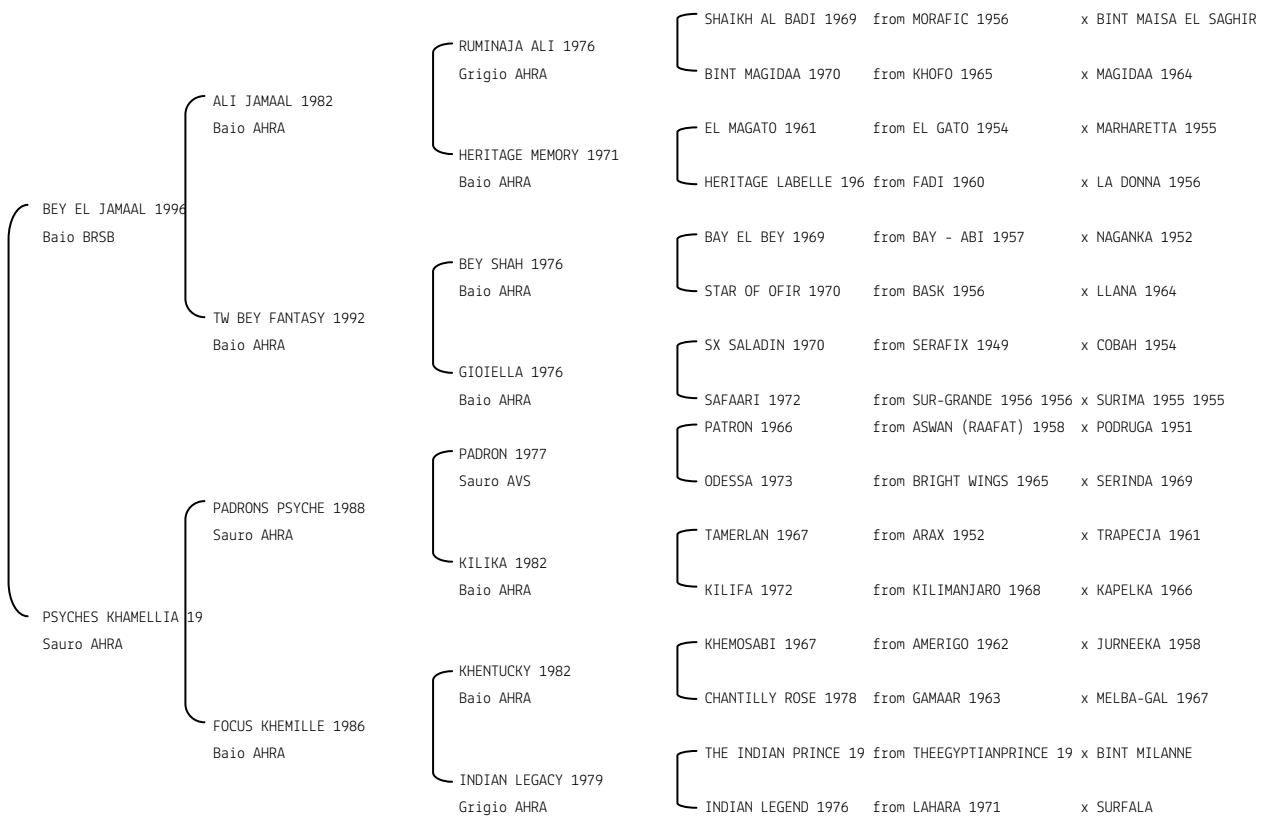 SHAIKH AL BADI 1969 from MORAFIC 1956 x BINT MAISA EL SAGHIR
RUMINAJA ALI 1976
Grigio AHRA
BINT MAGIDAA 1970 from KHOFO 1965 x MAGIDAA 1964
ALI JAMAAL 1982
Baio AHRA
EL MAGATO 1961 from EL GATO 1954 x MARHARETTA 1955
HERITAGE MEMORY 1971
Baio AHRA
HERITAGE LABELLE 196 from FADI 1960 x LA DONNA 1956
BEY EL JAMAAL 1996
Baio BRSB
BAY EL BEY 1969 from BAY - ABI 1957 x NAGANKA 1952
BEY SHAH 1976
Baio AHRA
STAR OF OFIR 1970 from BASK 1956 x LLANA 1964
TW BEY FANTASY 1992
Baio AHRA
SX SALADIN 1970 from SERAFIX 1949 x COBAH 1954
GIOIELLA 1976
Baio AHRA
SAFAARI 1972 from SUR-GRANDE 1956 1956 x SURIMA 1955 1955
PATRON 1966 from ASWAN (RAAFAT) 1958 x PODRUGA 1951
PADRON 1977
Sauro AVS
ODESSA 1973 from BRIGHT WINGS 1965 x SERINDA 1969
PADRONS PSYCHE 1988
Sauro AHRA
TAMERLAN 1967 from ARAX 1952 x TRAPECJA 1961
KILIKA 1982
Baio AHRA
KILIFA 1972 from KILIMANJARO 1968 x KAPELKA 1966
PSYCHES KHAMELLIA 19
Sauro AHRA
KHEMOSABI 1967 from AMERIGO 1962 x JURNEEKA 1958
KHENTUCKY 1982
Baio AHRA
CHANTILLY ROSE 1978 from GAMAAR 1963 x MELBA-GAL 1967
FOCUS KHEMILLE 1986
Baio AHRA
THE INDIAN PRINCE 19 from THEEGYPTIANPRINCE 19 x BINT MILANNE
INDIAN LEGACY 1979
Grigio AHRA
INDIAN LEGEND 1976 from LAHARA 1971 x SURFALA